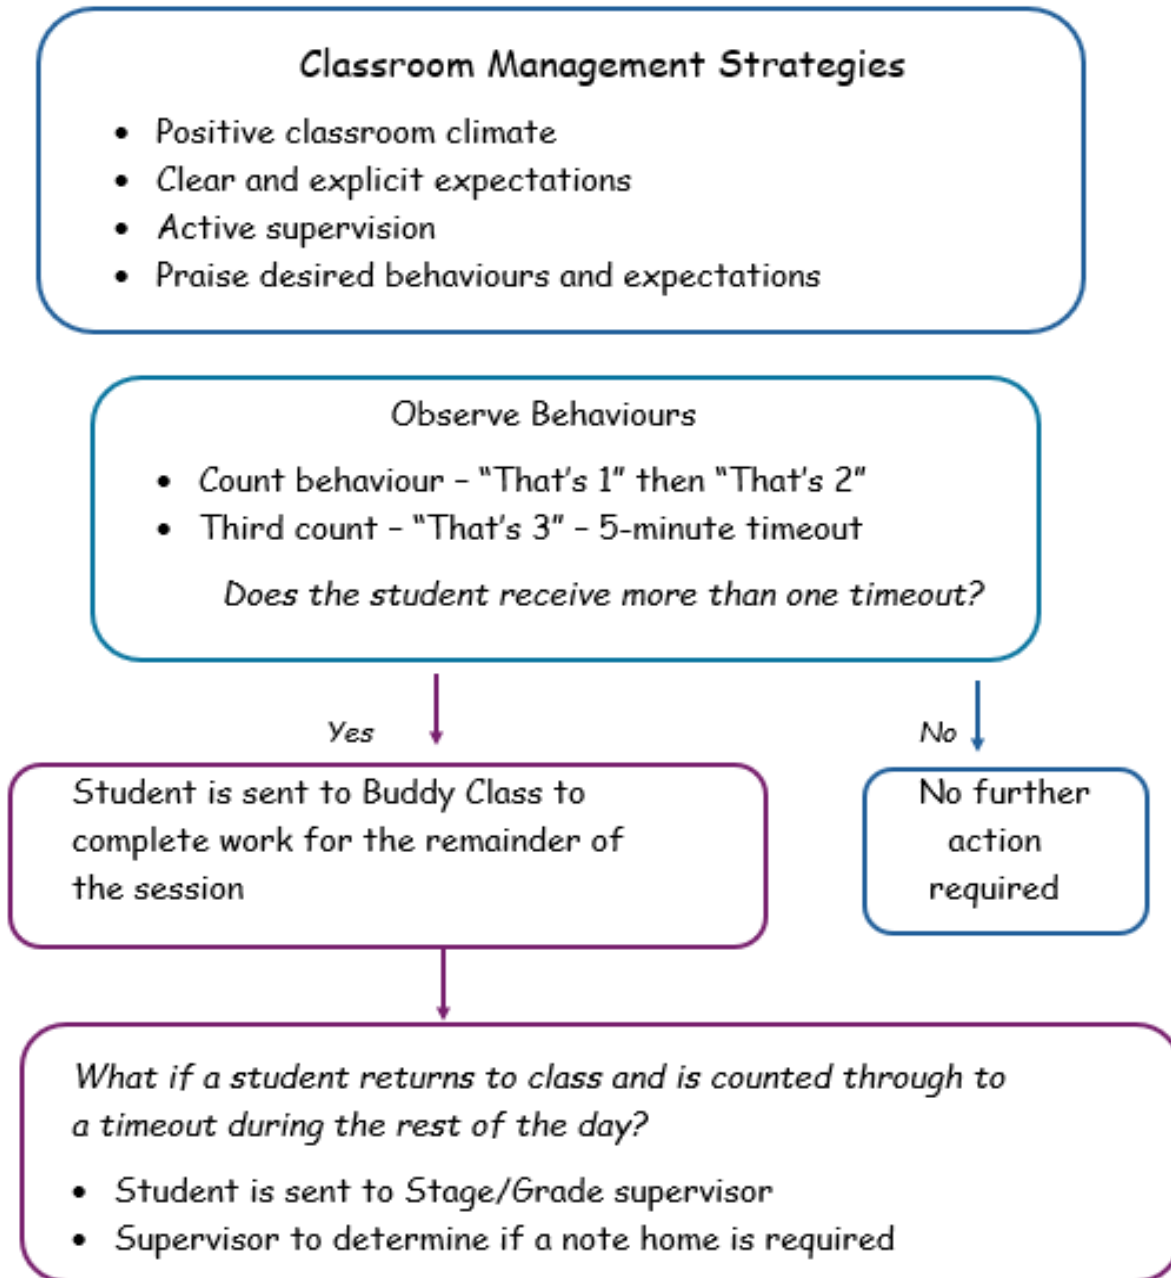 Classroom Management Strategies
• Positive classroom climate
• Clear and explicit expectations
• Active supervision
• Praise desired behaviours and expectations
Observe Behaviours
• Count behaviour – “That’s 1” then “That’s 2”
• Third count – “That’s 3” – 5-minute timeout
Does the student receive more than one timeout?
Yes
No
Student is sent to Buddy Class to
complete work for the remainder of
the session
No further
action
required
What if a student returns to class and is counted through to
a timeout during the rest of the day?
• Student is sent to Stage/Grade supervisor
• Supervisor to determine if a note home is required